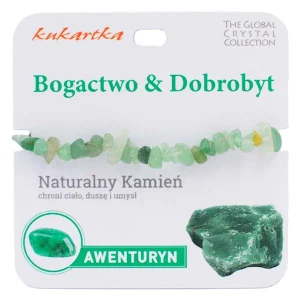 kukartka
THE GLOBAL
CRYSTAL
COLLECTION
Bogactwo & Dobrobyt
Naturalny Kamień
chroni ciało, duszę i umysł
AWENTURYN